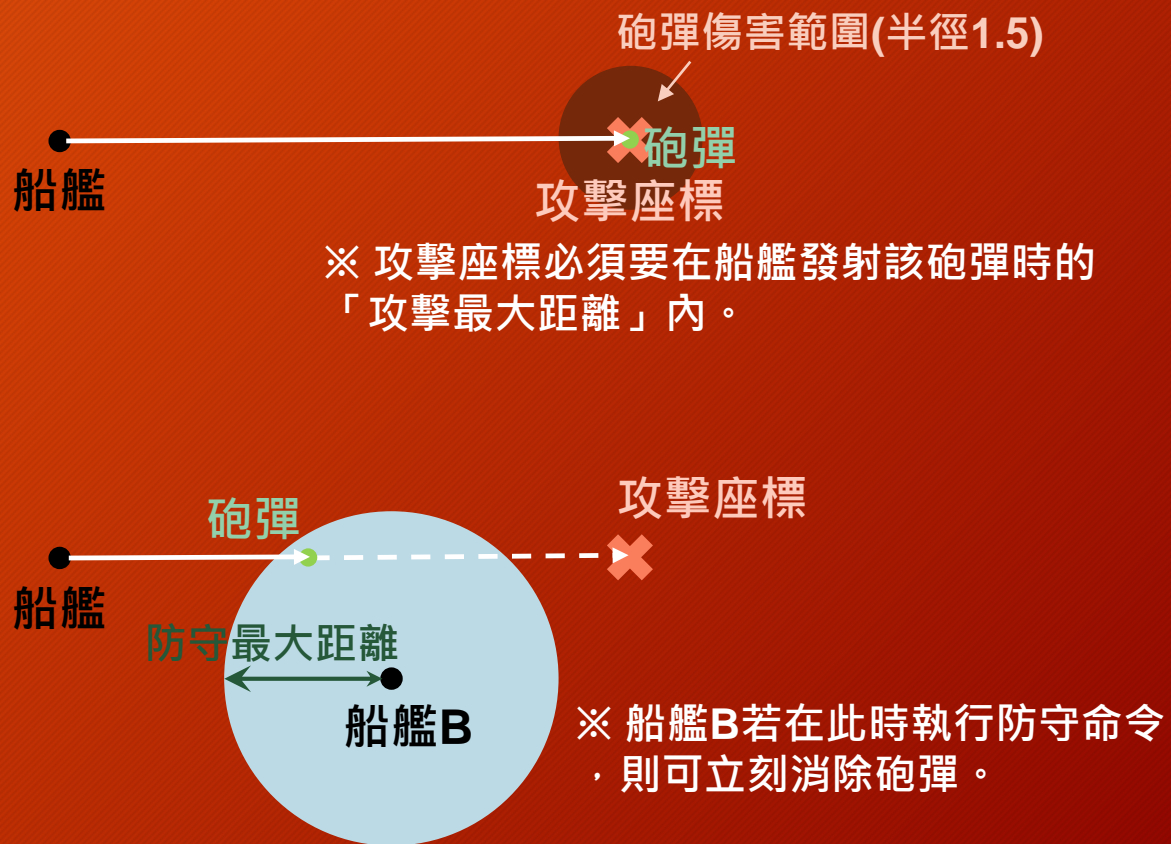 砲彈傷害範圍(半徑1.5)
砲彈
船艦
攻擊座標
※ 攻擊座標必須要在船艦發射該砲彈時的
「攻擊最大距離」內。
攻擊座標
砲彈
船艦
防守最大距離
船艦B
※ 船艦B若在此時執行防守命令
，則可立刻消除砲彈。